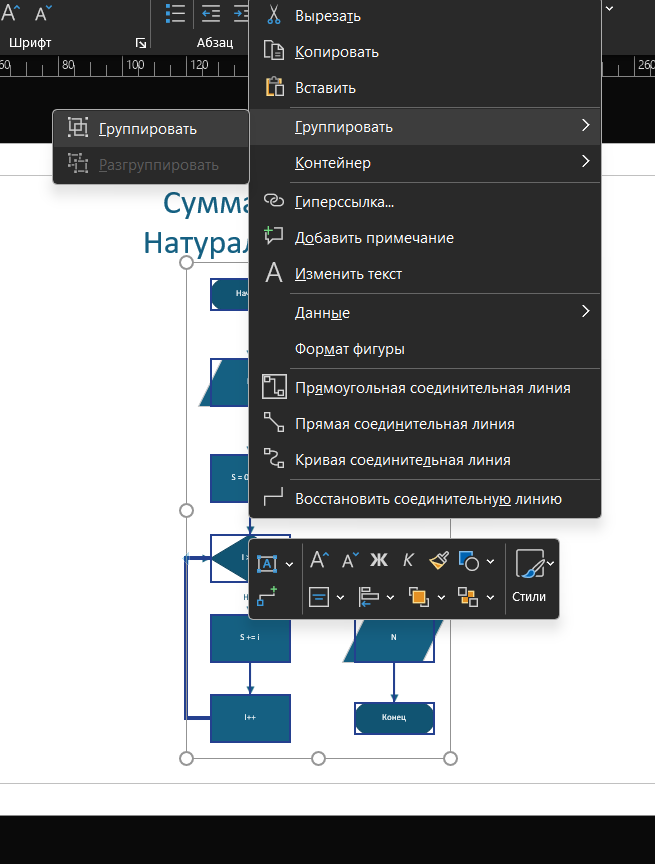 Шрифт
Абзац
60 80 100 120 260
Вырезать
Копировать
Вставить
Группировать
Контейнер
Группировать
Разгруппировать
Гиперссылка...
Добавить примечание
Изменить текст
Данные
Формат фигуры
Прямоугольная соединительная линия
Прямая соединительная линия
Кривая соединительная линия
Восстановить соединительную линию
Сумма
Натурал
Нач
S = 0
I
А
Ж К
Стили
S += i
N
I++
Конец